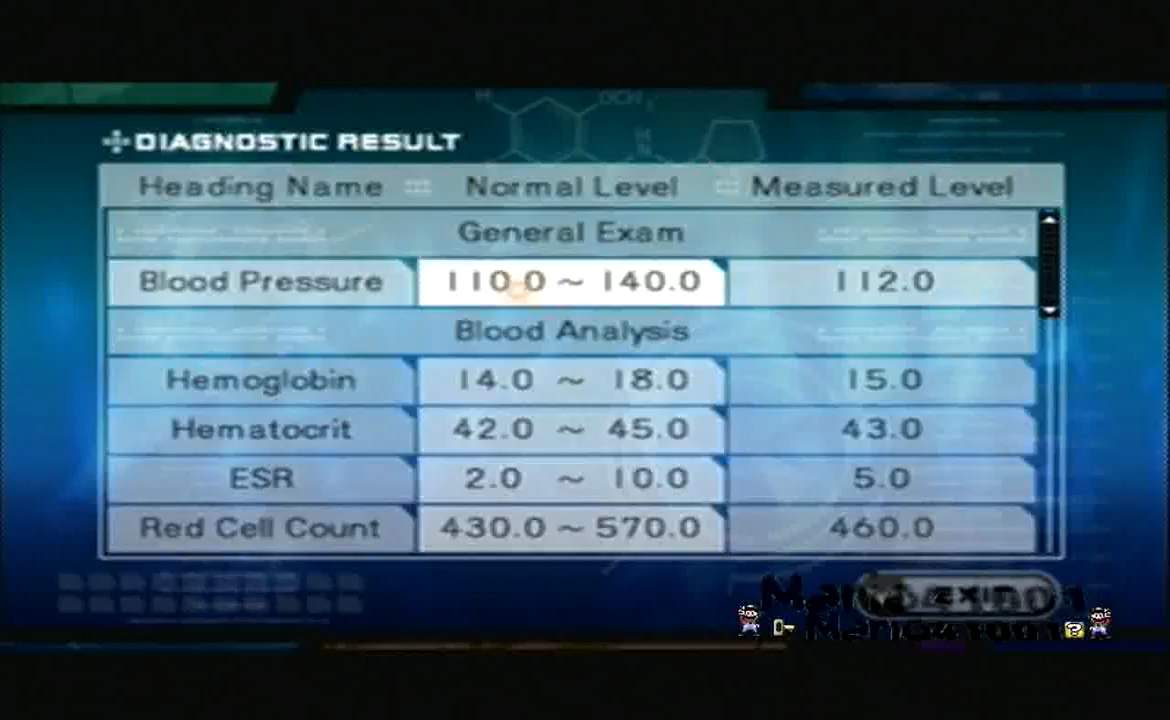 H OCH3
H
N
DIAGNOSTIC RESULT
Heading Name Normal Level Measured Level
General Exam
Blood Pressure 110.0 ~ 140.0 112.0
Blood Analysis
Hemoglobin 14.0 ~ 18.0 15.0
Hematocrit 42.0 ~ 45.0 43.0
ESR 2.0 ~ 10.0 5.0
Red Cell Count 430.0 ~ 570.0 460.0